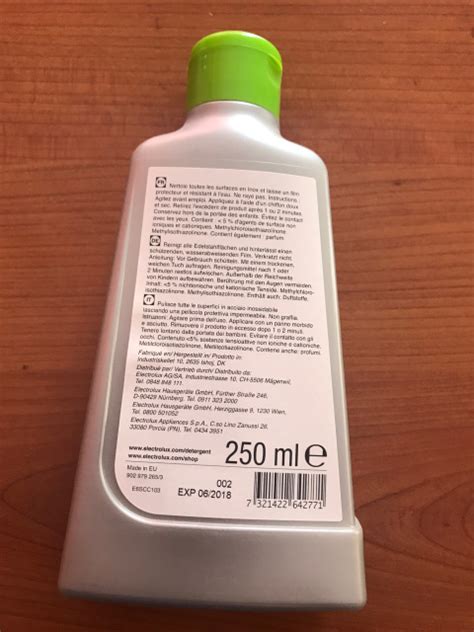 FR Nettoie toutes les surfaces en inox et laisse un film
protecteur et résistant à l'eau. Ne raye pas. Instructions:
Agitez avant emploi. Appliquez à l'aide d'un chiffon doux
et sec. Retirez l'excédent de produit après 1 ou 2 minutes.
Conservez hors de la portée des enfants. Evitez le contact
avec les yeux. Contient : < 5% d'agents de surface non
ioniques et cationiques. Methylchloroisothiazolinone
Methylisothiazolinone. Contient également : parfum.
DE Reinigt alle Edelstahlflächen und hinterlässt einen
schützenden, wasserabweisenden Film. Verkratzt nicht.
Anleitung: Vor Gebrauch schütteln. Mit einem trockenen,
weichen Tuch auftragen. Reinigungsmittel nach 1 oder
2 Minuten restlos aufwischen. Außerhalb der Reichweite
von Kindern aufbewahren. Berührung mit den Augen vermeiden.
Inhalt: <5 % nichtionische und kationische Tenside. Methylchloro-
isothiazolinone. Methylisothiazolinone. Enthält auch: Duftstoffe.
IT Pulisce tutte le superfici in acciaio inossidabile
lasciando una pellicola protettiva impermeabile. Non graffia.
Istruzioni: Agitare prima dell'uso. Applicare con un panno morbido
e asciutto. Rimuovere il prodotto in eccesso dopo 1 o 2 minuti.
Tenere lontano dalla portata dei bambini. Evitare il contatto con gli
occhi. Contenuto <5% sostanze tensioattive non ioniche e cationiche.
Metilcloroisotiazolinone, Metilisotiazolinone. Contiene anche: profumi.
Fabriqué en/ Hergestellt in/ Prodotto in
Industriskellet 10, 2635 Ishøj, DK
Distribué par/ Vertrieb durch/ Distribuito da:
Electrolux AG/SA, Industriestrasse 10, CH-5506 Mägenwil,
Tel. 0848 848 111.
Electrolux Hausgeräte GmbH, Fürther Straße 246,
D-90429 Nürnberg. Tel. 0911 323 2000
Electrolux Hausgeräte GmbH, Herziggasse 9, 1230 Wien,
Tel. 0800 501052
Electrolux Appliances S.p.A., C.so Lino Zanussi 26,
33080 Porcia (PN), Tel. 0434 3951
www.electrolux.com/detergent
www.electrolux.com/shop
250 ml e
Made in EU
902 979 265/3
E6SCC103
002
EXP 06/2018
7 321422 642771